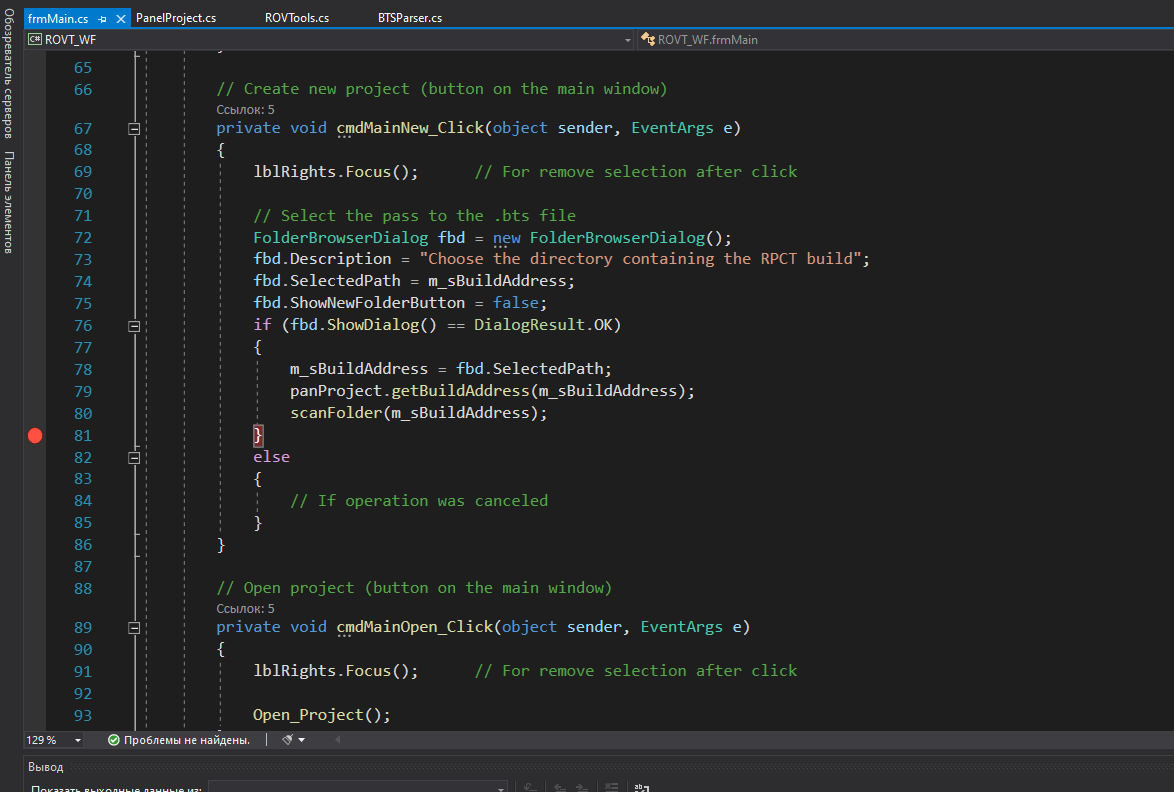 frmMain.cs PanelProject.cs ROVTools.cs BTSParser.cs
Обозреватель серверов
Панель элементов
C# ROVT_WF ROVT_WF.frmMain
65
66 // Create new project (button on the main window)
Ссылок: 5
67 private void cmdMainNew_Click(object sender, EventArgs e)
68 {
69 lblRights.Focus(); // For remove selection after click
70
71 // Select the pass to the .bts file
72 FolderBrowserDialog fbd = new FolderBrowserDialog();
73 fbd.Description = "Choose the directory containing the RPCT build";
74 fbd.SelectedPath = m_sBuildAddress;
75 fbd.ShowNewFolderButton = false;
76 if (fbd.ShowDialog() == DialogResult.OK)
77 {
78 m_sBuildAddress = fbd.SelectedPath;
79 panProject.getBuildAddress(m_sBuildAddress);
80 scanFolder(m_sBuildAddress);
81 }
82 else
83 {
84 // If operation was canceled
85 }
86 }
87
88 // Open project (button on the main window)
Ссылок: 5
89 private void cmdMainOpen_Click(object sender, EventArgs e)
90 {
91 lblRights.Focus(); // For remove selection after click
92
93 Open_Project();
129 % Проблемы не найдены.
Вывод
Показать выходные данные из: